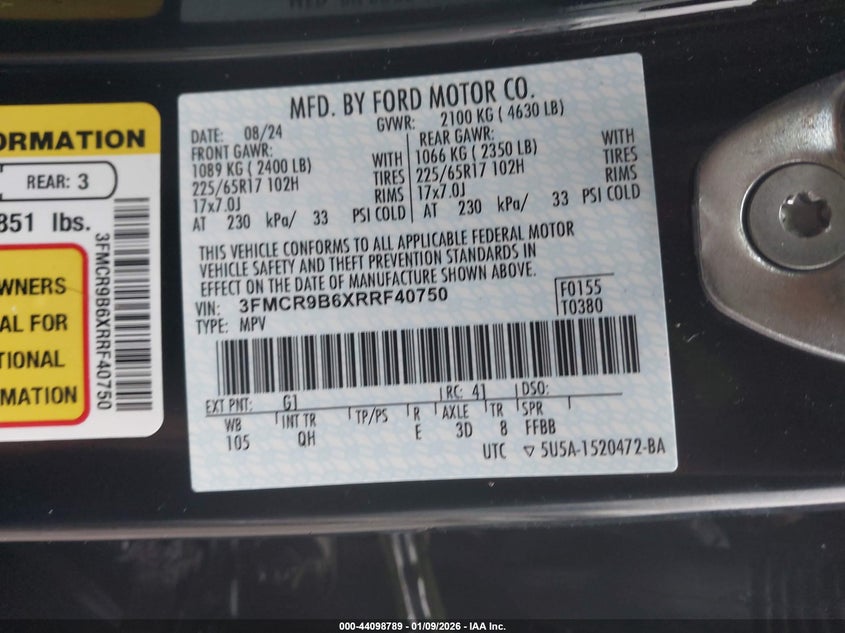 ORMATION
REAR: 3
851 lbs.
WNERS
AL FOR
TIONAL
MATION
3FMCR9B6XRRF40750
MFD. BY FORD MOTOR CO.
DATE: 08/24 GVWR: 2100 KG ( 4630 LB)
FRONT GAWR: REAR GAWR:
1089 KG ( 2400 LB) WITH 1066 KG ( 2350 LB) WITH
225/65R17 102H TIRES 225/65R17 102H TIRES
17x7.0J RIMS 17x7.0J RIMS
AT 230 kPa/ 33 PSI COLD AT 230 kPa/ 33 PSI COLD
THIS VEHICLE CONFORMS TO ALL APPLICABLE FEDERAL MOTOR
VEHICLE SAFETY AND THEFT PREVENTION STANDARDS IN
EFFECT ON THE DATE OF MANUFACTURE SHOWN ABOVE.
VIN: 3FMCR9B6XRRF40750 F0155
TYPE: MPV T0380
EXT PNT: G1 RC: 41 DSO:
WB INT TR TP/PS R AXLE TR SPR
105 QH E 3D 8 FFBB
UTC ▽ 5U5A-1520472-BA
000-44098789 - 01/09/2026 - IAA Inc.